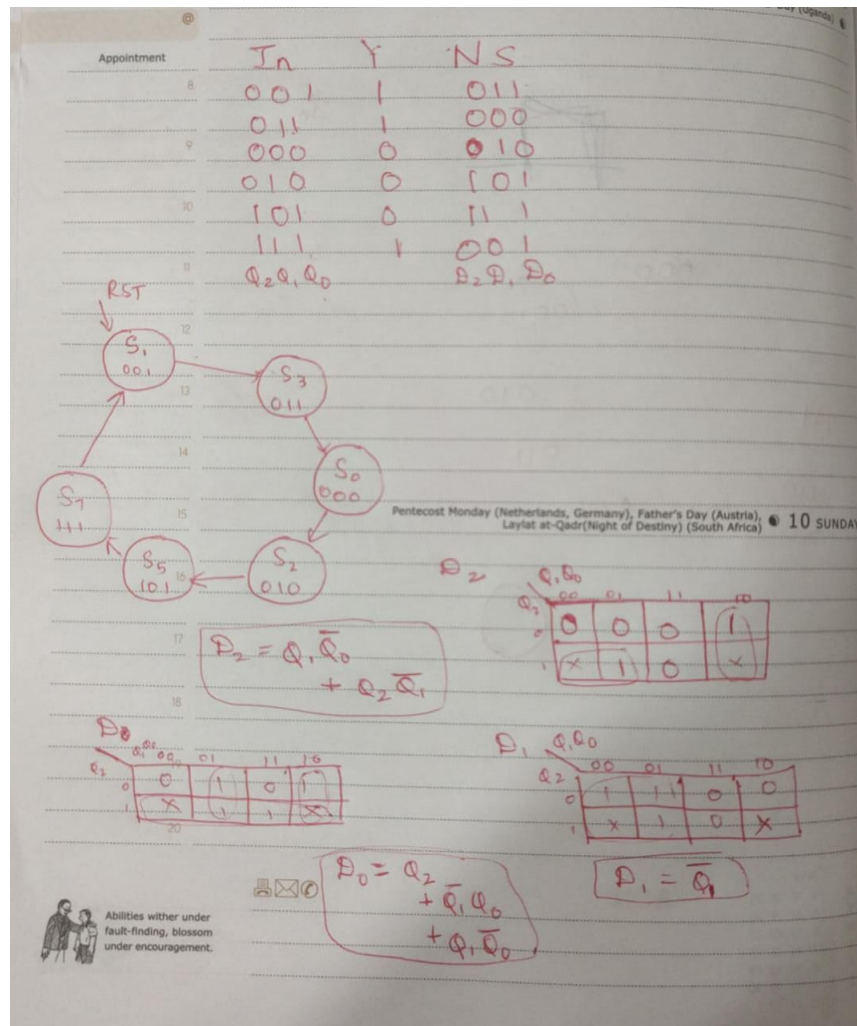 @
Day (Uganda)
Appointment
In Y NS
8
001 1 011
011 1 000
9
000 0 010
010 0 101
10
101 0 111
111 1 001
11
Q₂Q₁Q₀ D₂D₁D₀
RST
12
S₁
001
S₃
011
13
14
S₀
000
S₇
111
15
Pentecost Monday (Netherlands, Germany), Father's Day (Austria),
Laylat at-Qadr(Night of Destiny) (South Africa)
10 SUNDAY
S₅
101
16
S₂
010
D₂ Q₁Q₀
Q₂ 00 01 11 10
0 0 0 0 1
1 x 1 0 x
17
D₂ = Q₁Q̅₀
+ Q₂Q̅₁
18
D₀ Q₁Q₀
Q₂ 00 01 11 10
0 0 1 0 1
1 x 1 1 x
20
D₁ Q₁Q₀
Q₂ 00 01 11 10
0 1 1 0 0
1 x 1 0 x
D₀ = Q₂
+ Q̅₁Q₀
+ Q₁Q̅₀
D₁ = Q̅₁
Abilities wither under
fault-finding, blossom
under encouragement.